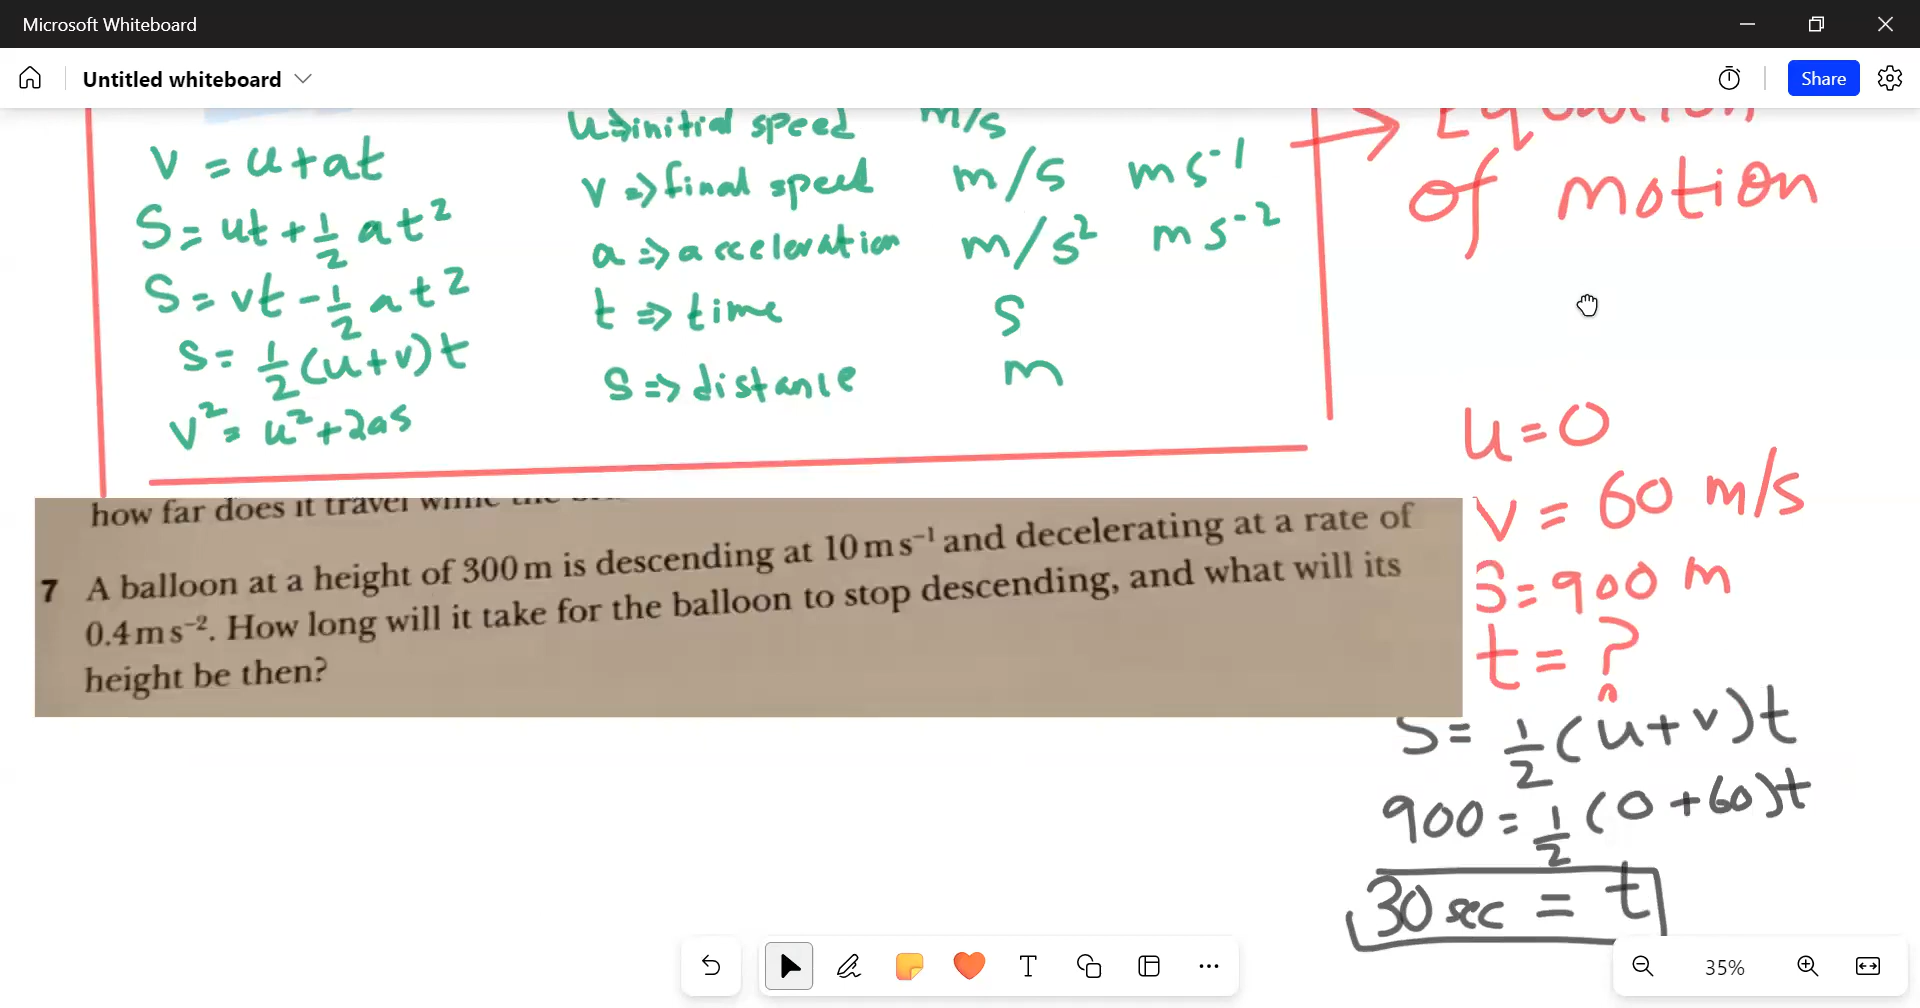 Microsoft Whiteboard
Untitled whiteboard
Share
u⇒initial speed m/s
v = u+at
v ⇒ final speed m/s ms⁻¹
of motion
S = ut + ½ at²
a ⇒ acceleration m/s² ms⁻²
S = vt - ½ at²
t ⇒ time S
S = ½ (u+v)t
S ⇒ distance m
v² = u²+2as
u = 0
v = 60 m/s
S = 900 m
t = ?
how far does it travel while the
7 A balloon at a height of 300 m is descending at 10 m s⁻¹ and decelerating at a rate of
0.4 m s⁻². How long will it take for the balloon to stop descending, and what will its
height be then?
S = ½ (u+v)t
900 = ½ (0+60)t
30 sec = t
35%